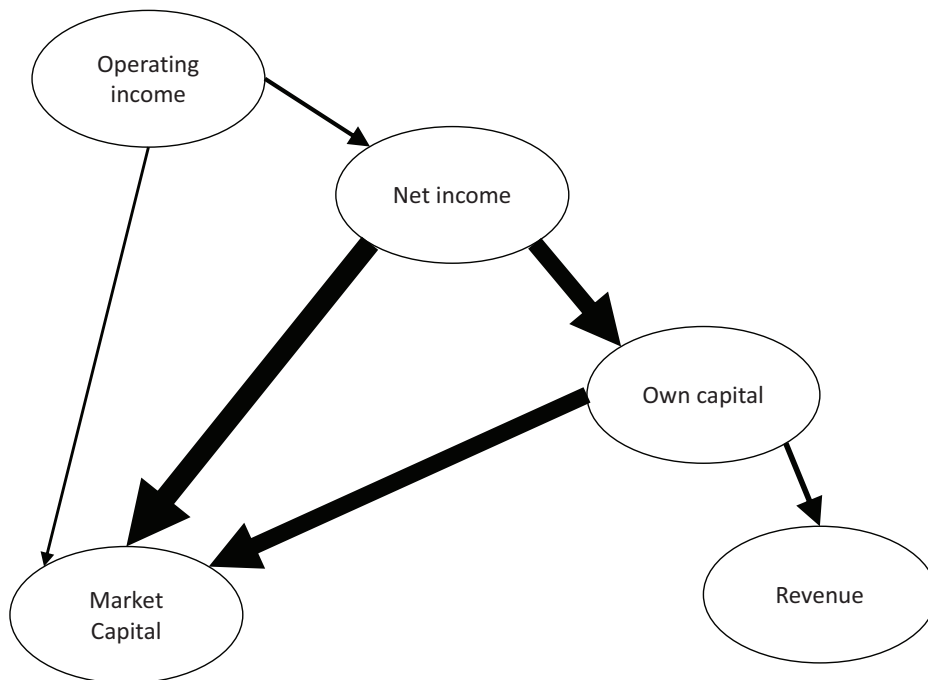 Operating
income
Net income
Own capital
Market
Capital
Revenue